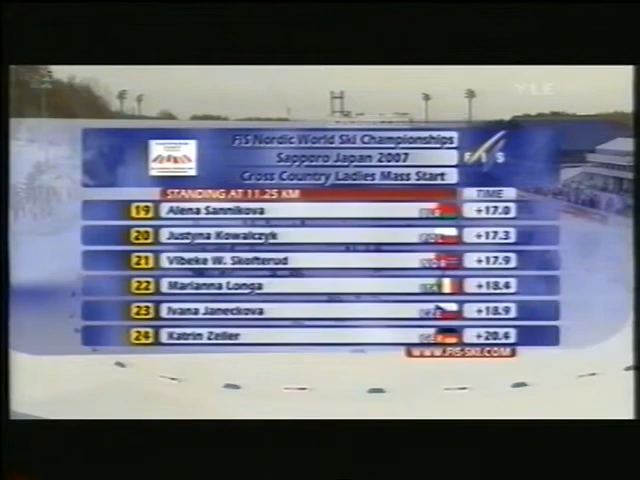 YLE
FIS Nordic World Ski Championships
Sapporo Japan 2007
FIS
Cross Country Ladies Mass Start
STANDING AT 11.25 KM TIME
19 Alena Sannikova +17.0
20 Justyna Kowalczyk +17.3
21 Vibeke W. Skofterud +17.9
22 Marianna Longa +18.4
23 Ivana Janeckova +18.9
24 Katrin Zeller +20.4
WWW.FIS-SKI.COM